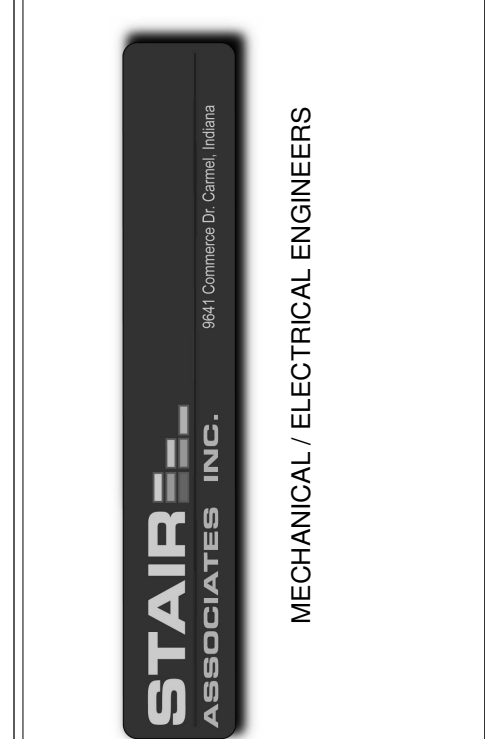 STAIR
ASSOCIATES INC.
9641 Commerce Dr. Carmel, Indiana
MECHANICAL / ELECTRICAL ENGINEERS